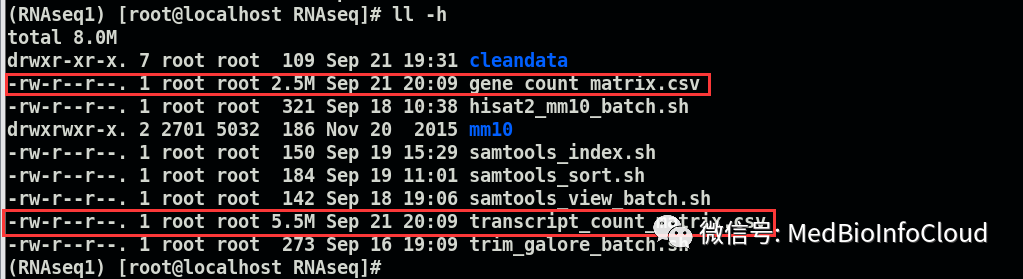 (RNAseq1) [root@localhost RNAseq]# ll -h
total 8.0M
drwxr-xr-x. 7 root root  109 Sep 21 19:31 cleandata
-rw-r--r--. 1 root root 2.5M Sep 21 20:09 gene_count_matrix.csv
-rw-r--r--. 1 root root  321 Sep 18 10:38 hisat2_mm10_batch.sh
drwxrwxr-x. 2 2701 5032  186 Nov 20  2015 mm10
-rw-r--r--. 1 root root  150 Sep 19 15:29 samtools_index.sh
-rw-r--r--. 1 root root  184 Sep 19 11:01 samtools_sort.sh
-rw-r--r--. 1 root root  142 Sep 18 19:06 samtools_view_batch.sh
-rw-r--r--. 1 root root 5.5M Sep 21 20:09 transcript_count_matrix.csv
微信号: MedBioInfoCloud
-rw-r--r--. 1 root root  273 Sep 16 19:09 trim_galore_batch.sh
(RNAseq1) [root@localhost RNAseq]#